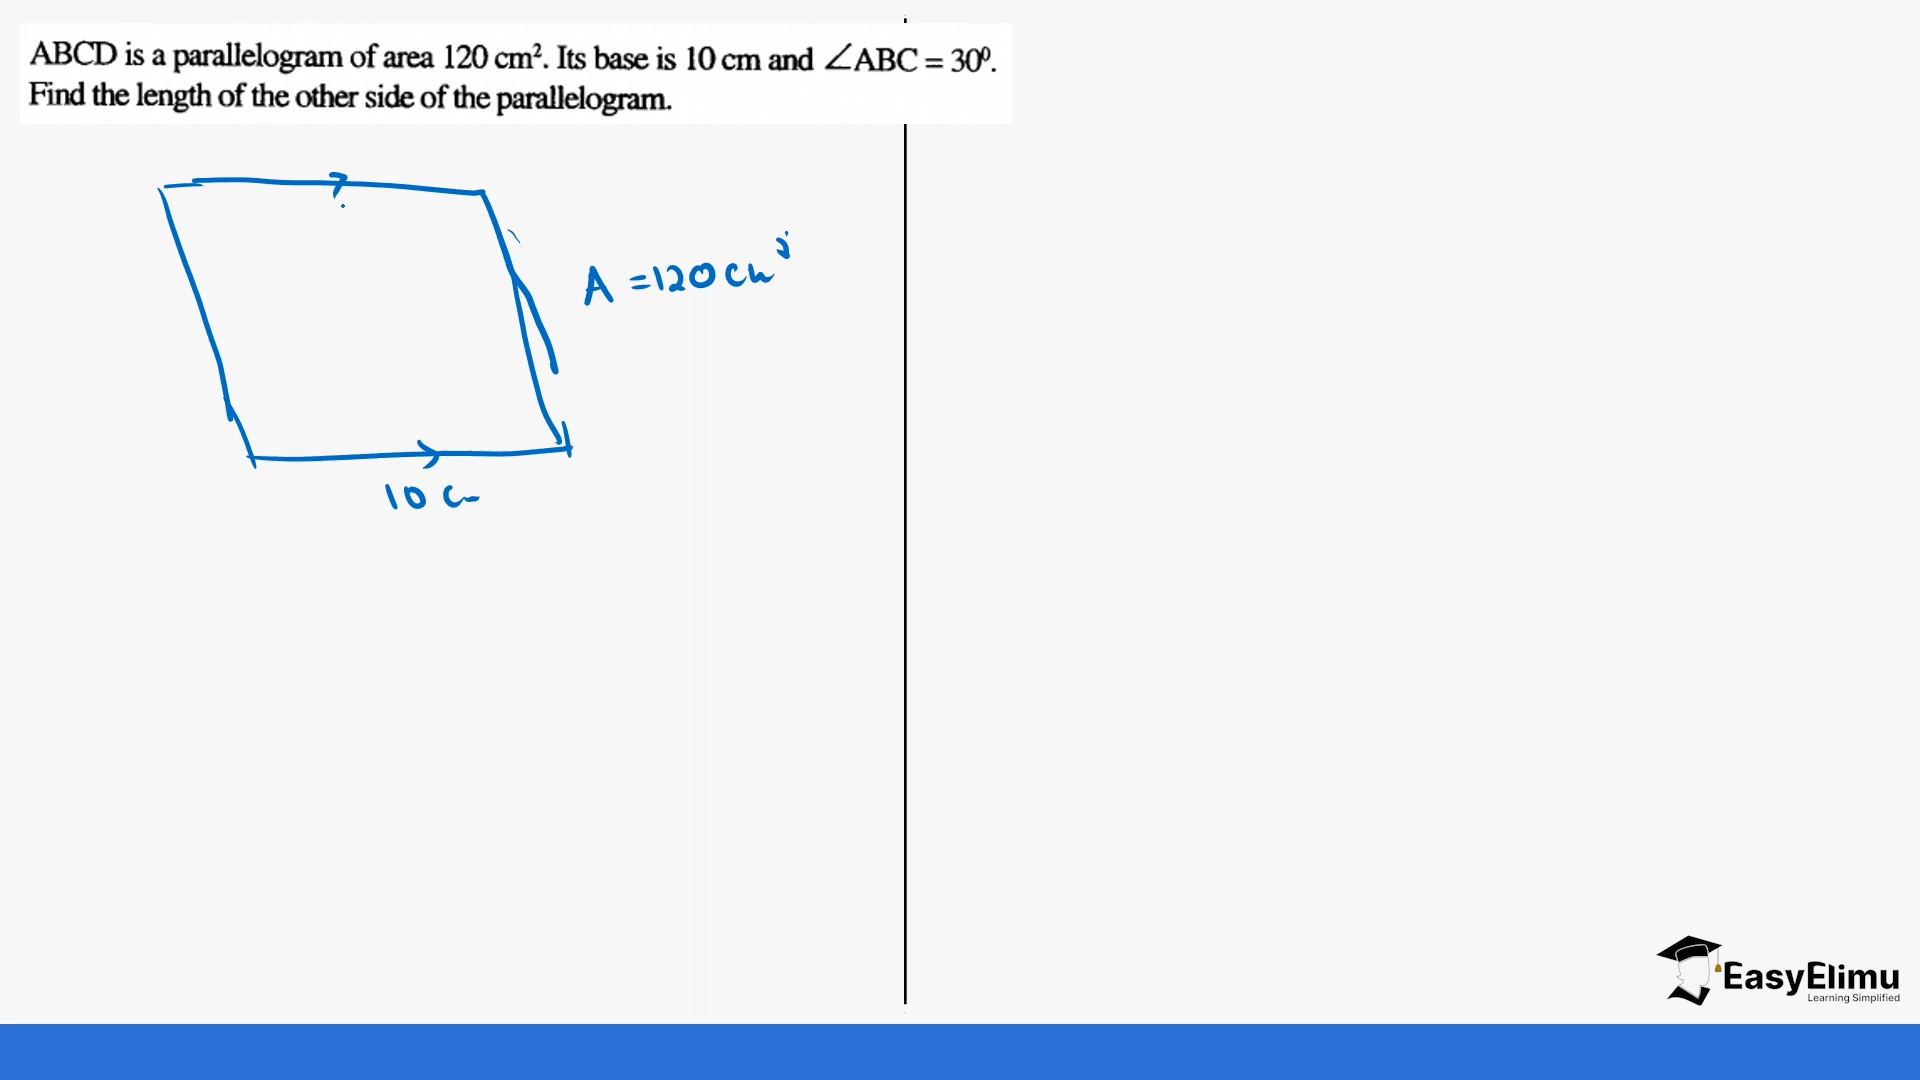 ABCD is a parallelogram of area 120 cm². Its base is 10 cm and ∠ABC = 30⁰.
Find the length of the other side of the parallelogram.
A = 120 cm²
10 cm
EasyElimu
Learning Simplified